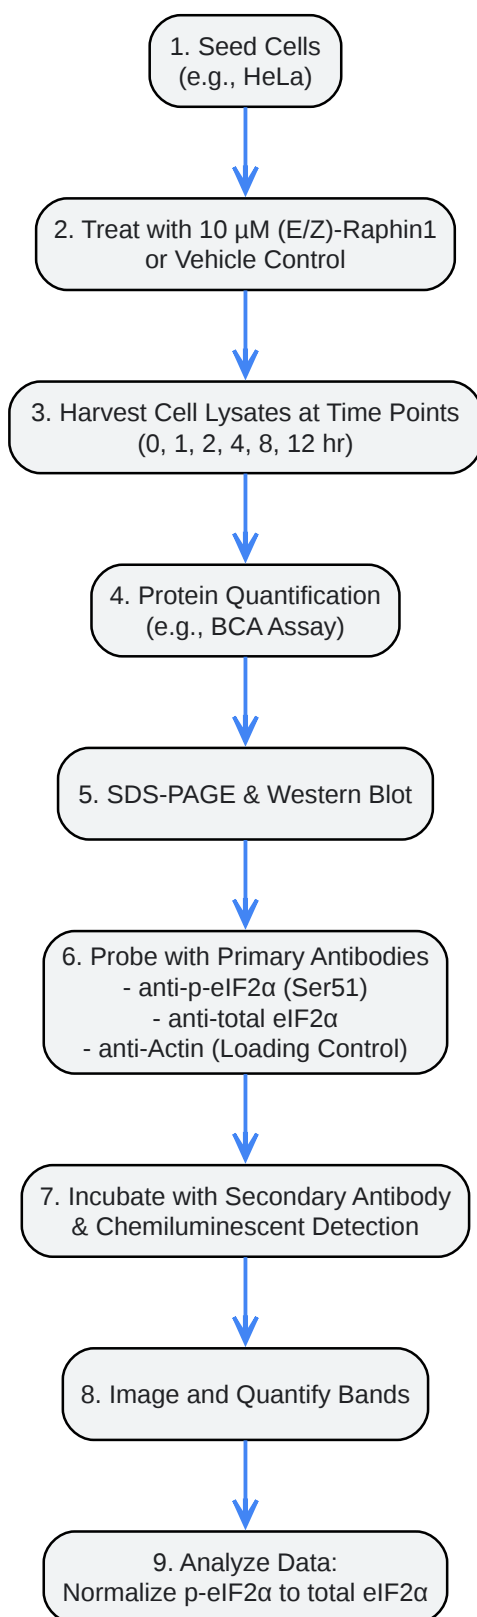 1. Seed Cells
(e.g., HeLa)
2. Treat with 10 µM (E/Z)-Raphin1
or Vehicle Control
3. Harvest Cell Lysates at Time Points
(0, 1, 2, 4, 8, 12 hr)
4. Protein Quantification
(e.g., BCA Assay)
5. SDS-PAGE & Western Blot
6. Probe with Primary Antibodies
- anti-p-eIF2α (Ser51)
- anti-total eIF2α
- anti-Actin (Loading Control)
7. Incubate with Secondary Antibody
& Chemiluminescent Detection
8. Image and Quantify Bands
9. Analyze Data:
Normalize p-eIF2α to total eIF2α